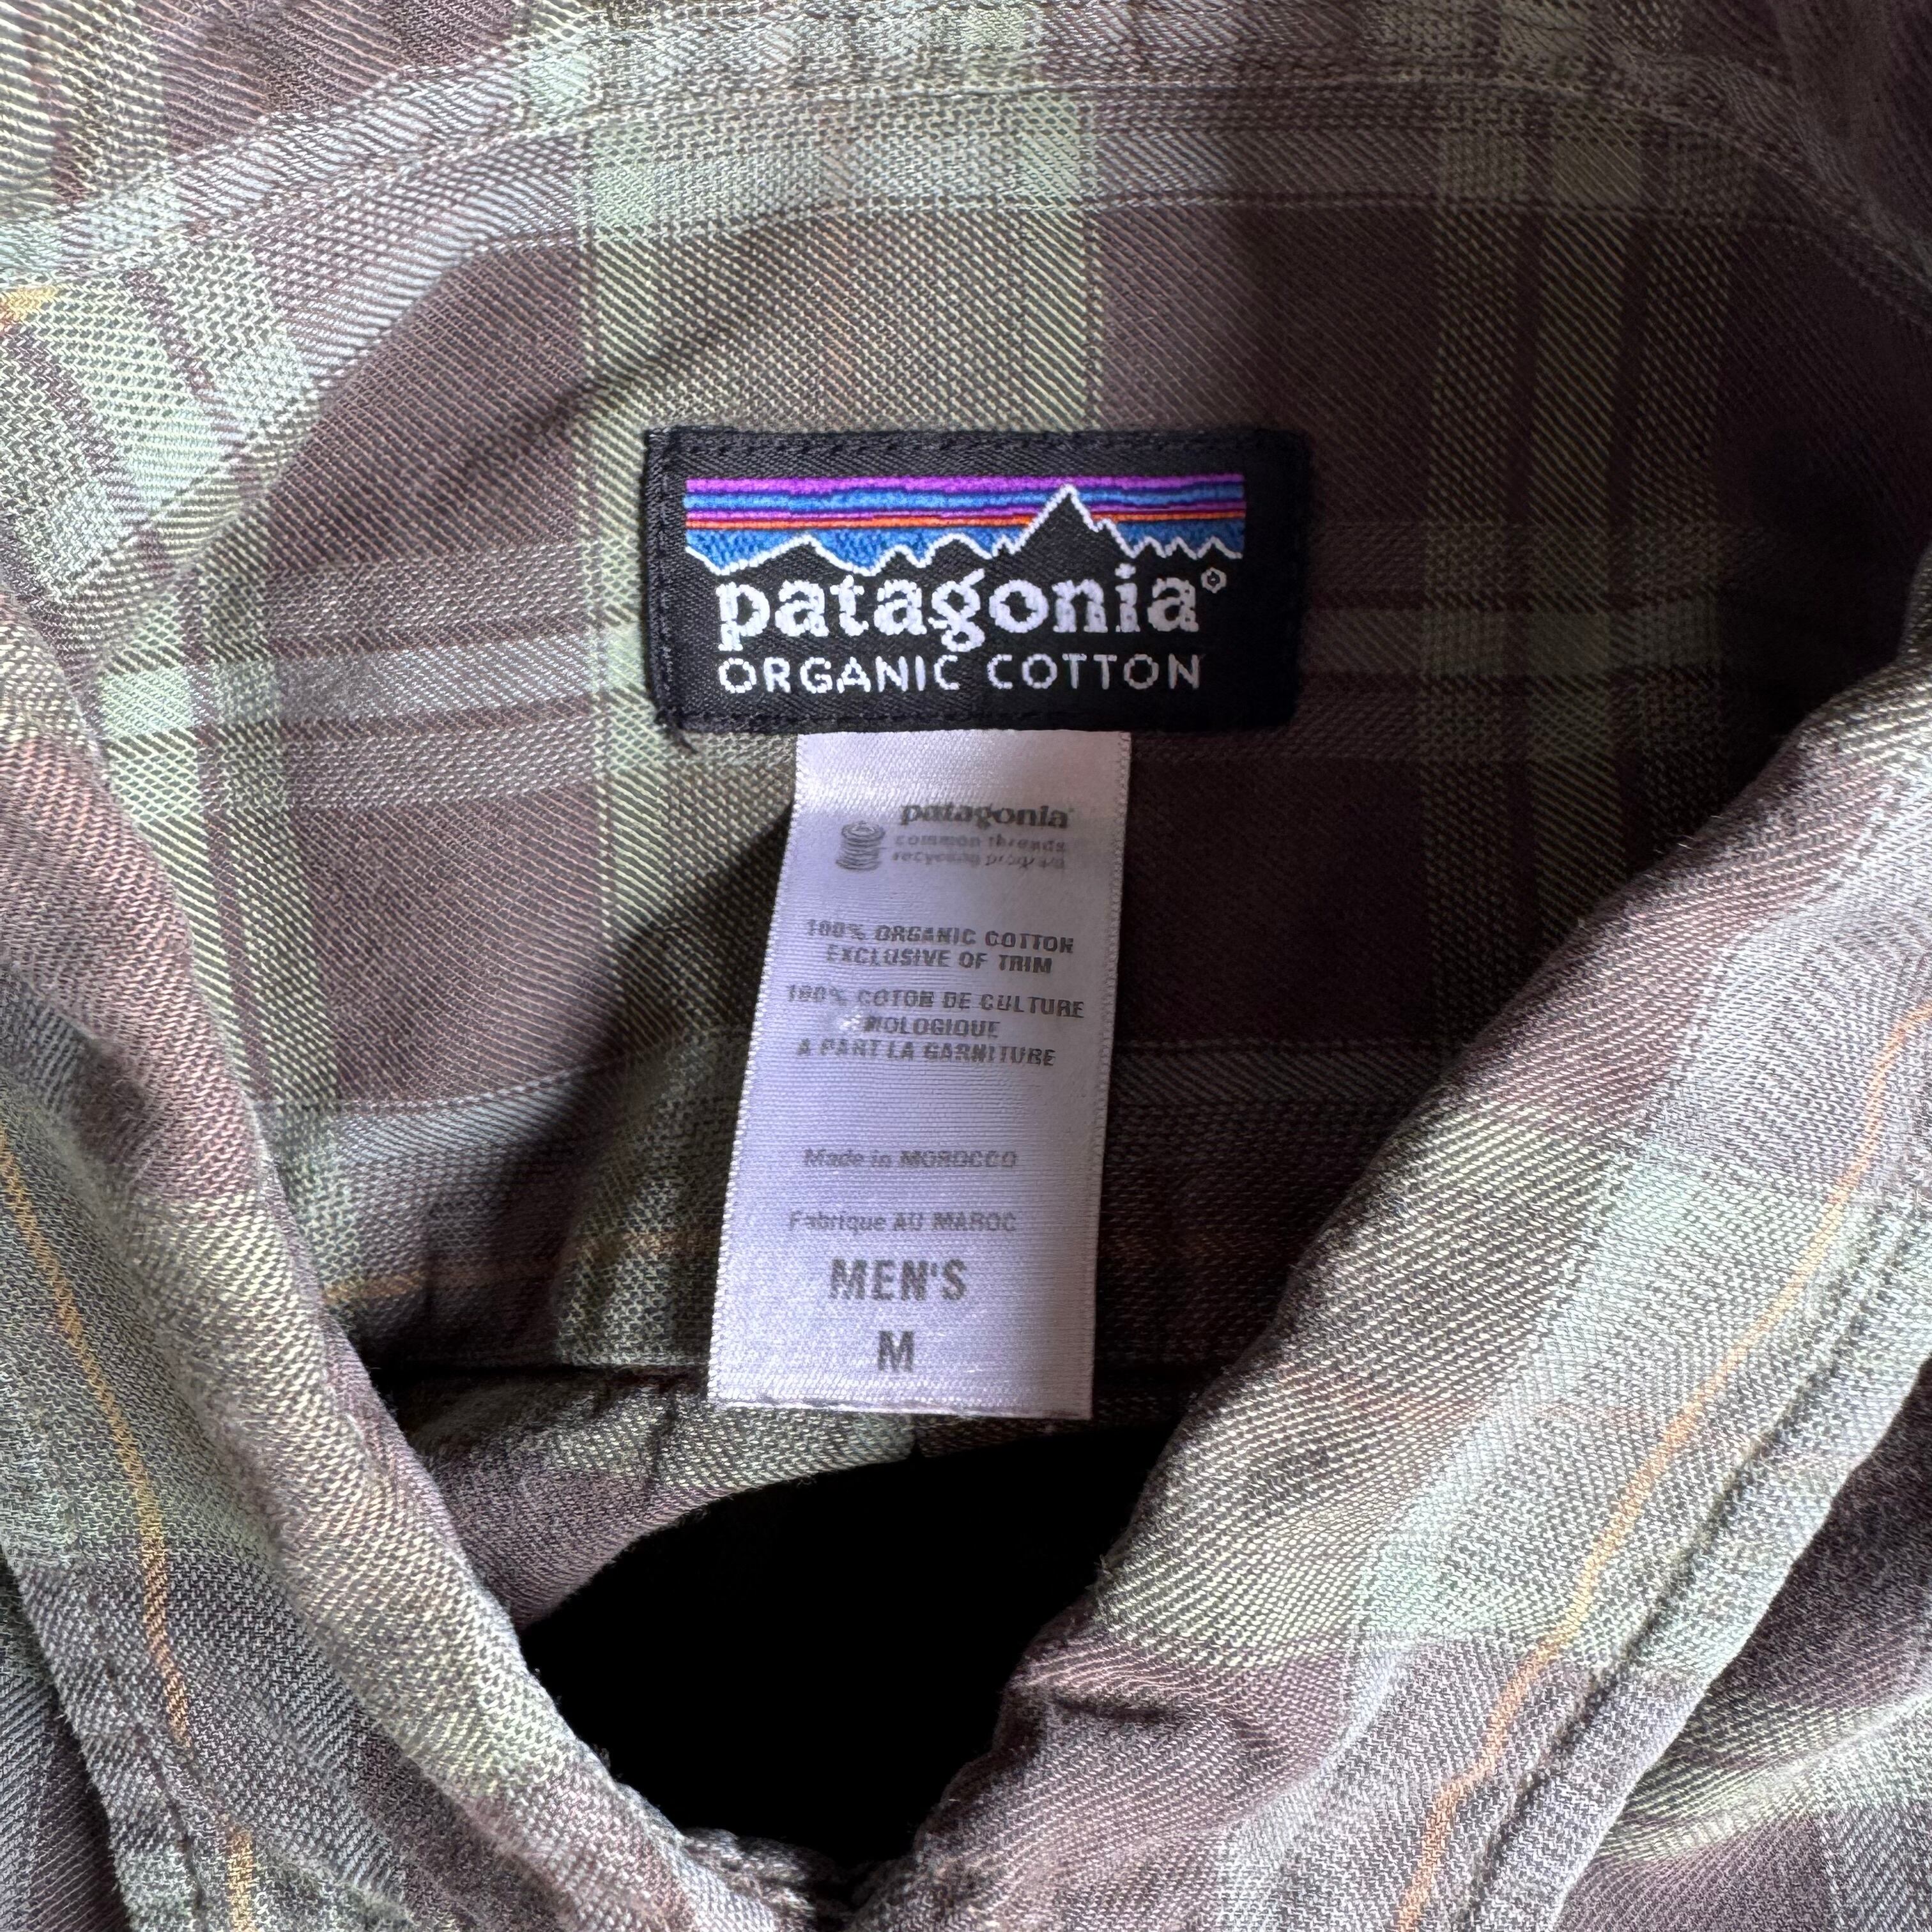 patagonia®
ORGANIC COTTON
patagonia®
common threads
recycling program
100% ORGANIC COTTON
EXCLUSIVE OF TRIM
100% COTON DE CULTURE
BIOLOGIQUE
A PART LA GARNITURE
Made in MOROCCO
Fabrique AU MAROC
MEN'S
M